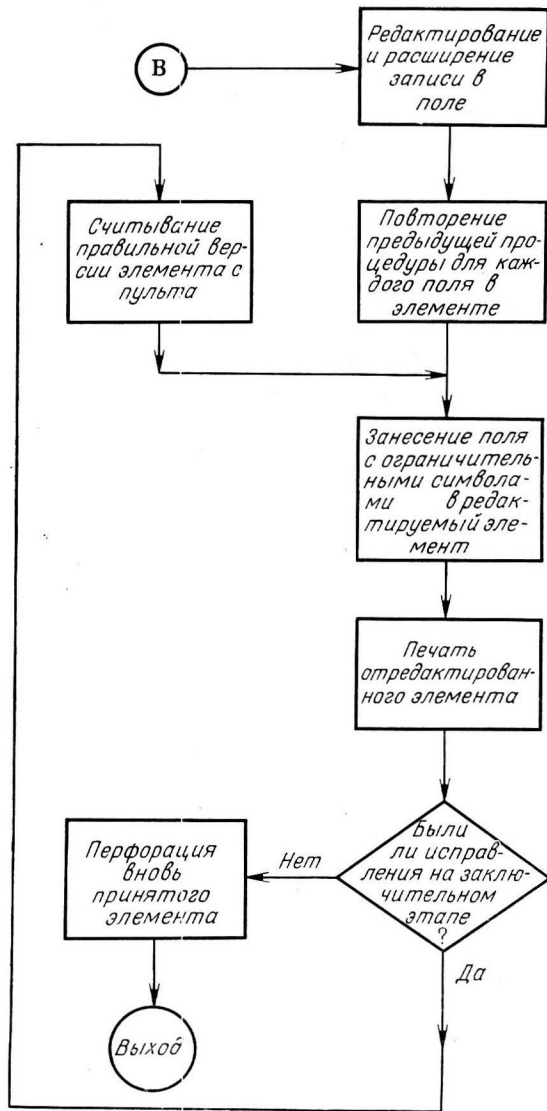 В
Редактирование
и расширение
записи в
поле
Считывание
правильной вер-
сии элемента с
пульта
Повторение
предыдущей про-
цедуры для каж-
дого поля в
элементе
Занесение поля
с ограничитель-
ными символа-
ми в редак-
тируемый эле-
мент
Печать
отредактирован-
ного элемента
Были
ли исправ-
ления на заклю-
чительном
этапе
?
Нет
Да
Перфорация
вновь
принятого
элемента
Выход